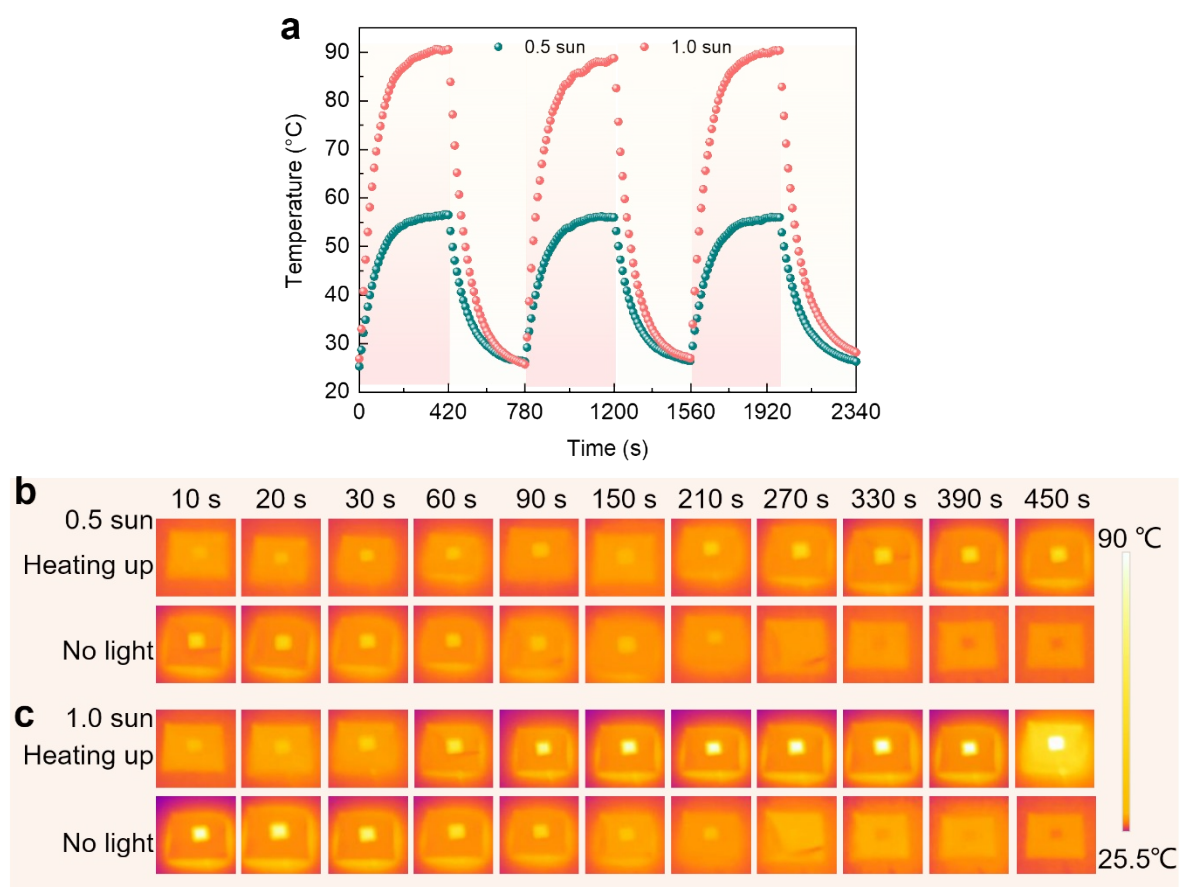 a
0.5 sun
1.0 sun
90
80
70
60
50
40
30
20
Temperature (°C)
0
420
780
1200
1560
1920
2340
Time (s)
b
10 s 20 s 30 s 60 s 90 s 150 s 210 s 270 s 330 s 390 s 450 s
0.5 sun
Heating up
No light
90 ℃
c
1.0 sun
Heating up
No light
25.5℃